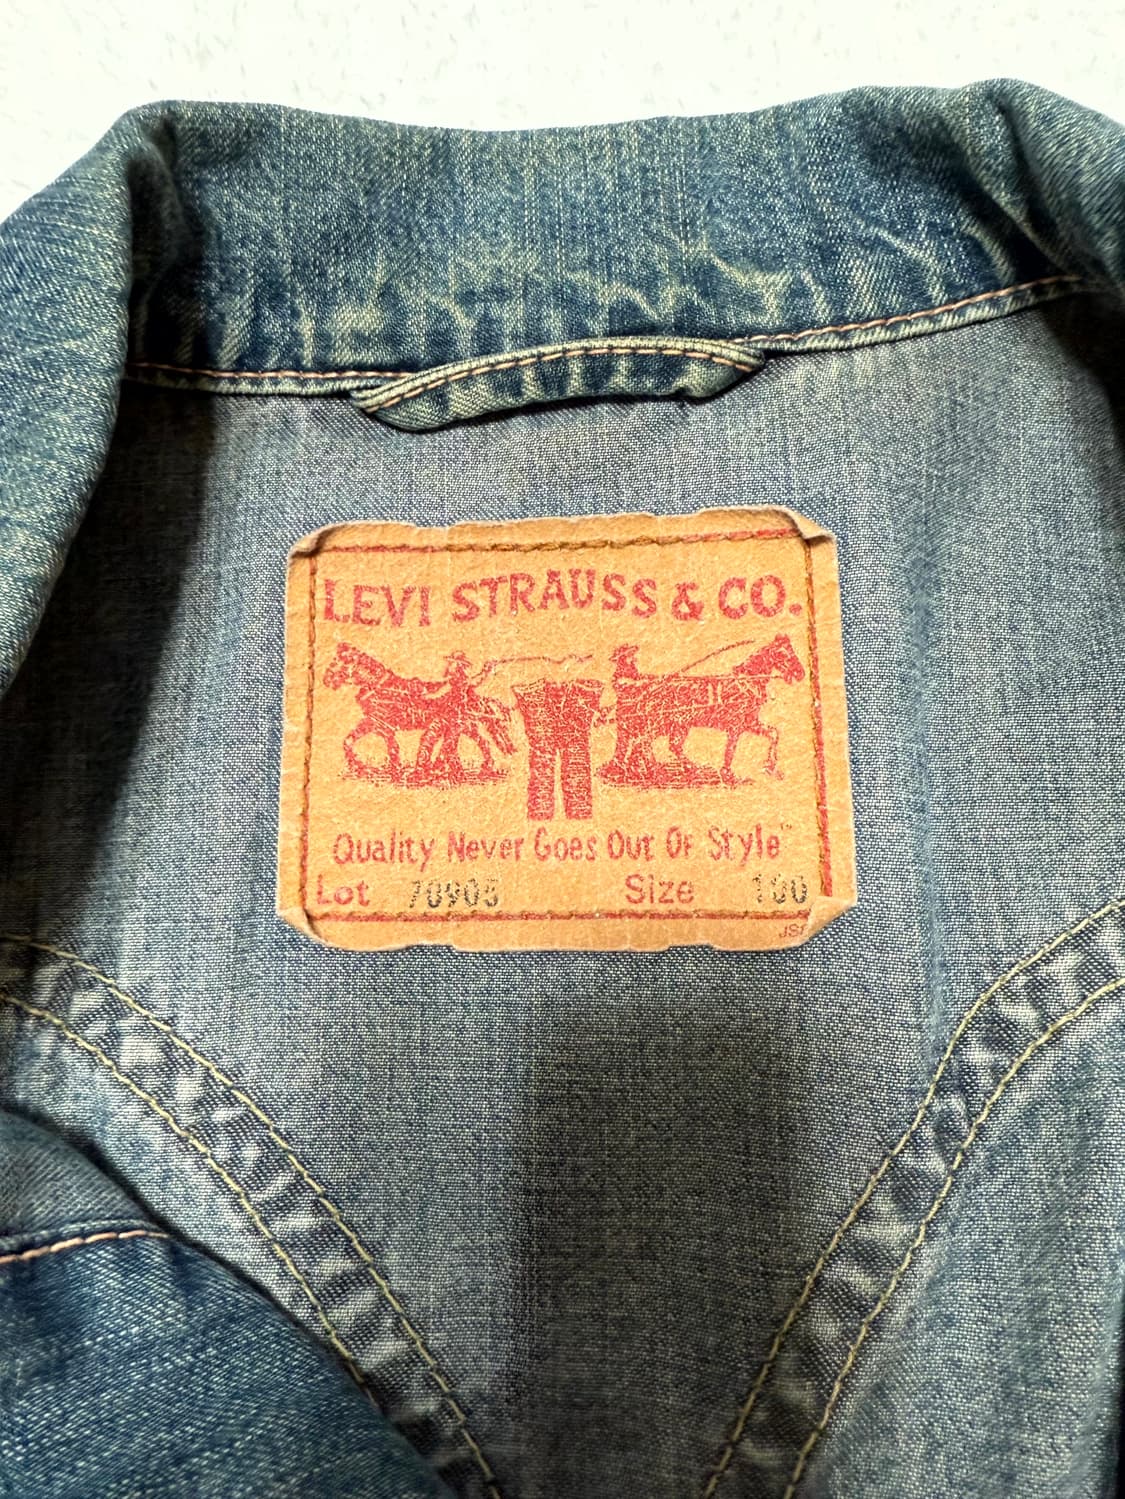 LEVI STRAUSS & CO.
Quality Never Goes Out Of Style™
Lot 70905 Size 100